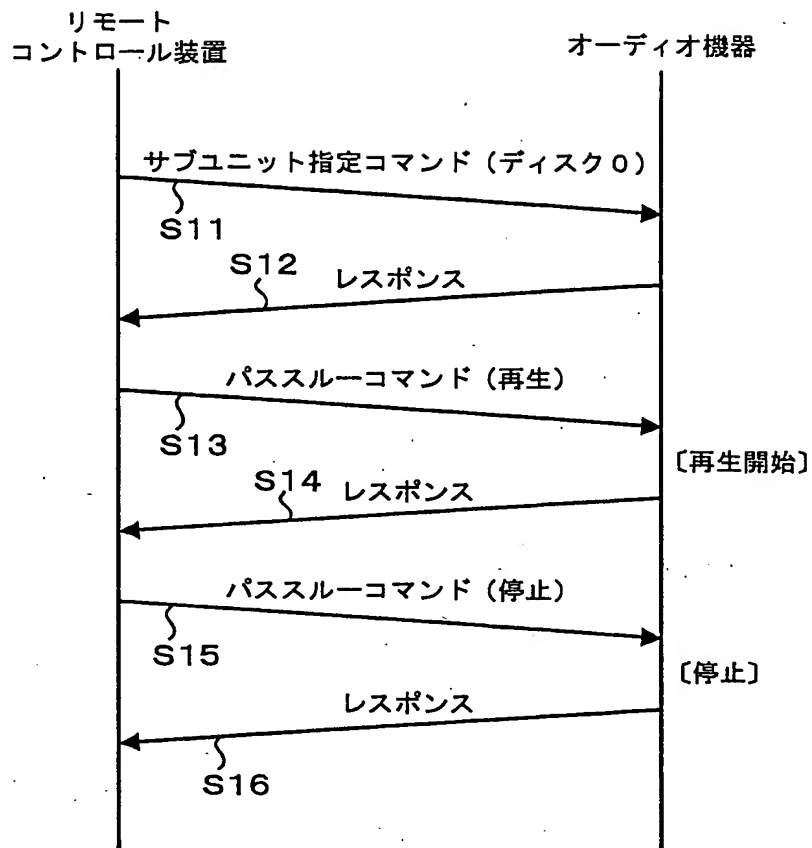 リモート
コントロール装置
オーディオ機器
サブユニット指定コマンド（ディスク０）
S11
S12
レスポンス
パススルーコマンド（再生）
S13
〔再生開始〕
S14
レスポンス
パススルーコマンド（停止）
S15
〔停止〕
レスポンス
S16